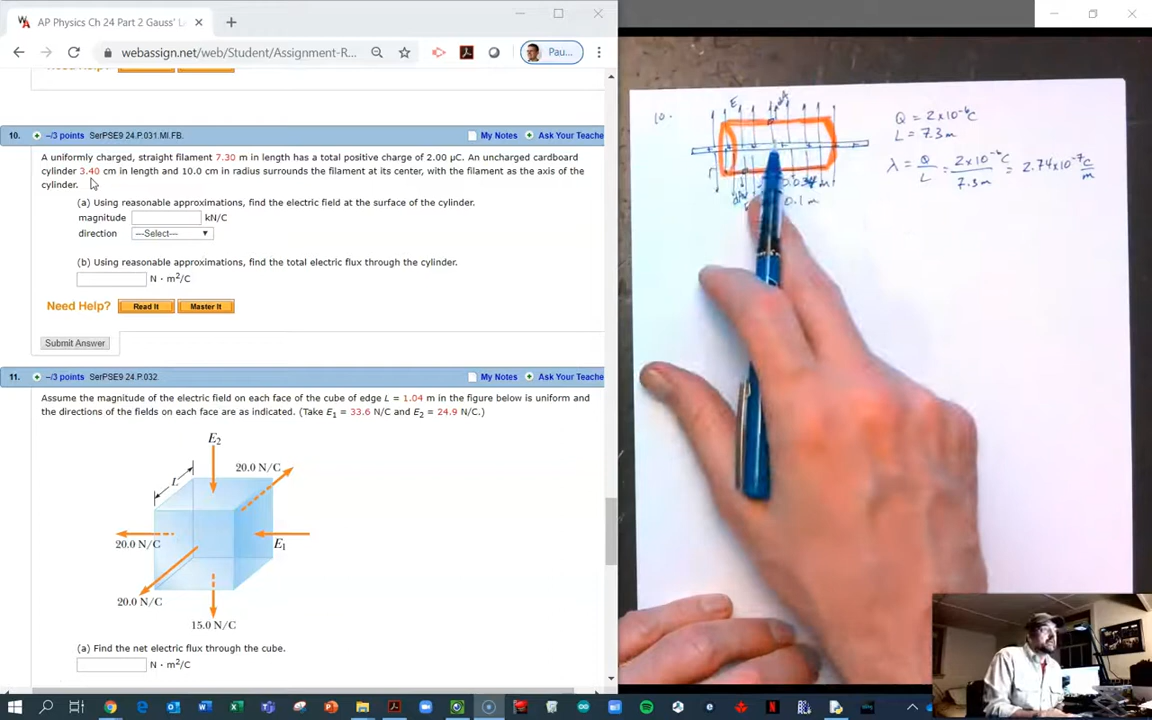 AP Physics Ch 24 Part 2 Gauss' L
webassign.net/web/Student/Assignment-R...
Pau...
10.
–/3 points
SerPSE9 24.P.031.MI.FB.
My Notes
Ask Your Teache
A uniformly charged, straight filament 7.30 m in length has a total positive charge of 2.00 µC. An uncharged cardboard
cylinder 3.40 cm in length and 10.0 cm in radius surrounds the filament at its center, with the filament as the axis of the
cylinder.
(a) Using reasonable approximations, find the electric field at the surface of the cylinder.
magnitude
kN/C
direction
---Select---
(b) Using reasonable approximations, find the total electric flux through the cylinder.
N · m²/C
Need Help?
Read It
Master It
Submit Answer
11.
–/3 points
SerPSE9 24.P.032.
My Notes
Ask Your Teache
Assume the magnitude of the electric field on each face of the cube of edge L = 1.04 m in the figure below is uniform and
the directions of the fields on each face are as indicated. (Take E₁ = 33.6 N/C and E₂ = 24.9 N/C.)
E₂
20.0 N/C
L
20.0 N/C
E₁
20.0 N/C
15.0 N/C
(a) Find the net electric flux through the cube.
N · m²/C
10.
E
dA
Q = 2x10⁻⁶C
L = 7.3m
λ = Q/L = 2x10⁻⁶C/7.3m = 2.74x10⁻⁷ C/m
r
0.034 m
0.1 m